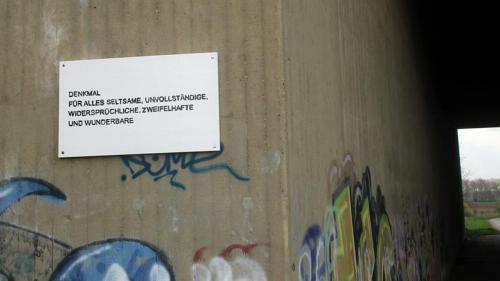 DENKMAL
FÜR ALLES SELTSAME, UNVOLLSTÄNDIGE,
WIDERSPRÜCHLICHE, ZWEIFELHAFTE
UND WUNDERBARE